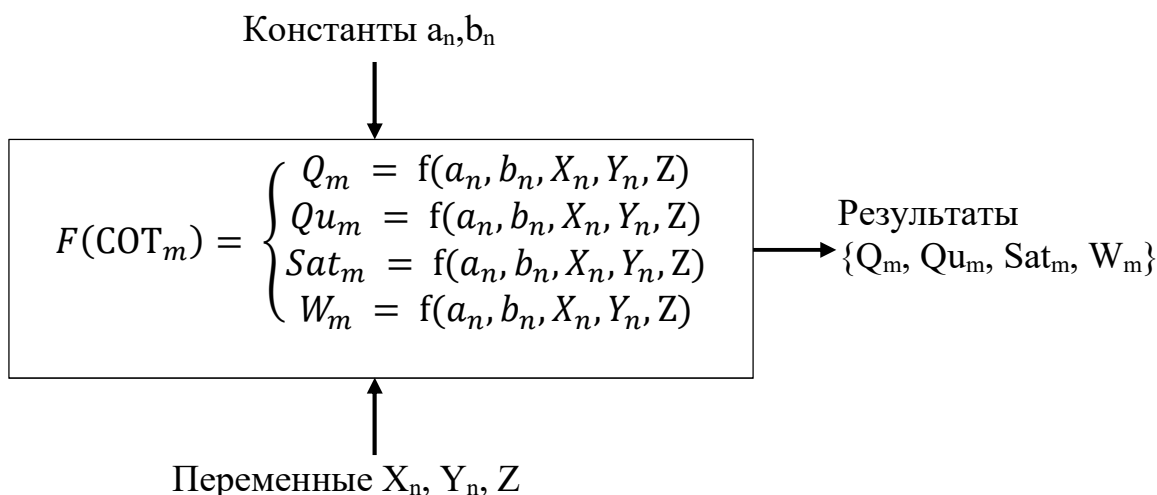 Константы aₙ,bₙ
F(COTₘ) =
Qₘ = f(aₙ, bₙ, Xₙ, Yₙ, Z)
Quₘ = f(aₙ, bₙ, Xₙ, Yₙ, Z)
Satₘ = f(aₙ, bₙ, Xₙ, Yₙ, Z)
Wₘ = f(aₙ, bₙ, Xₙ, Yₙ, Z)
Результаты
{Qₘ, Quₘ, Satₘ, Wₘ}
Переменные Xₙ, Yₙ, Z